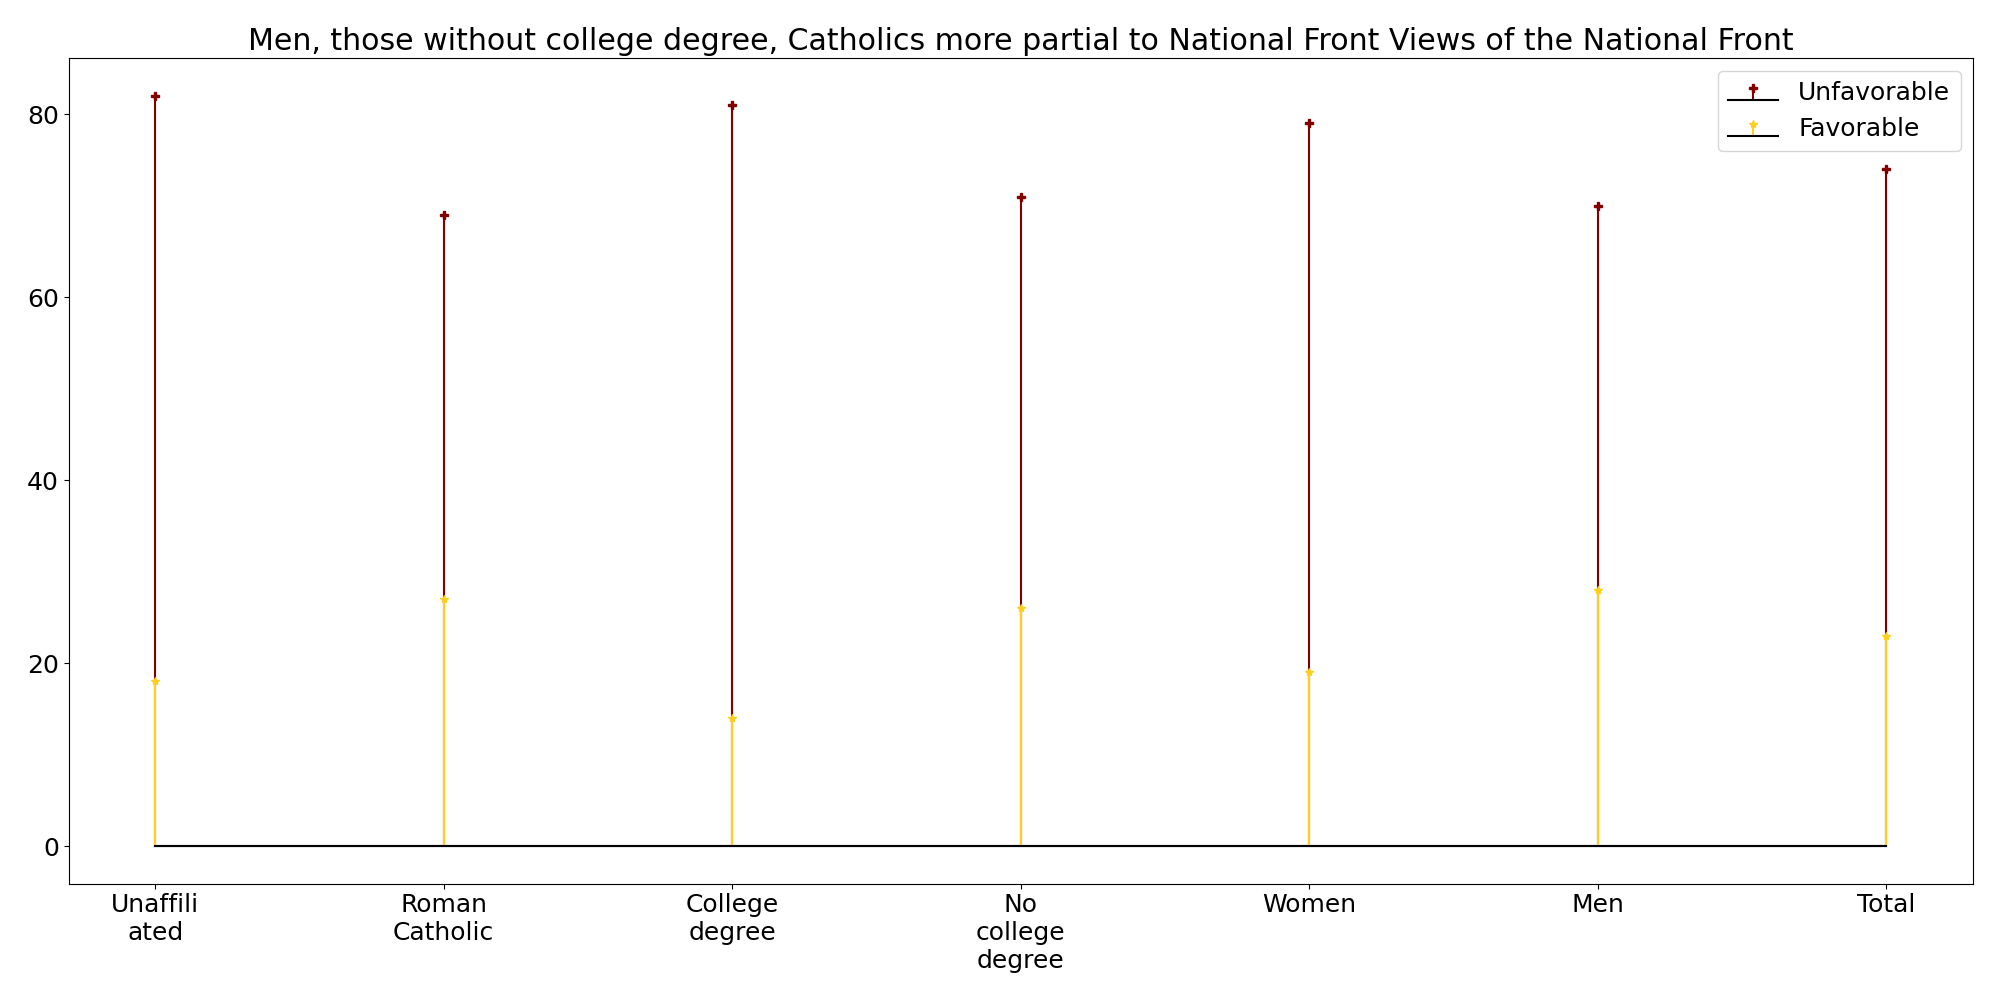 Men, those without college degree, Catholics more partial to National Front Views of the National Front
Unfavorable
Favorable
80
60
40
20
0
Unaffili
ated
Roman
Catholic
College
degree
No
college
degree
Women
Men
Total